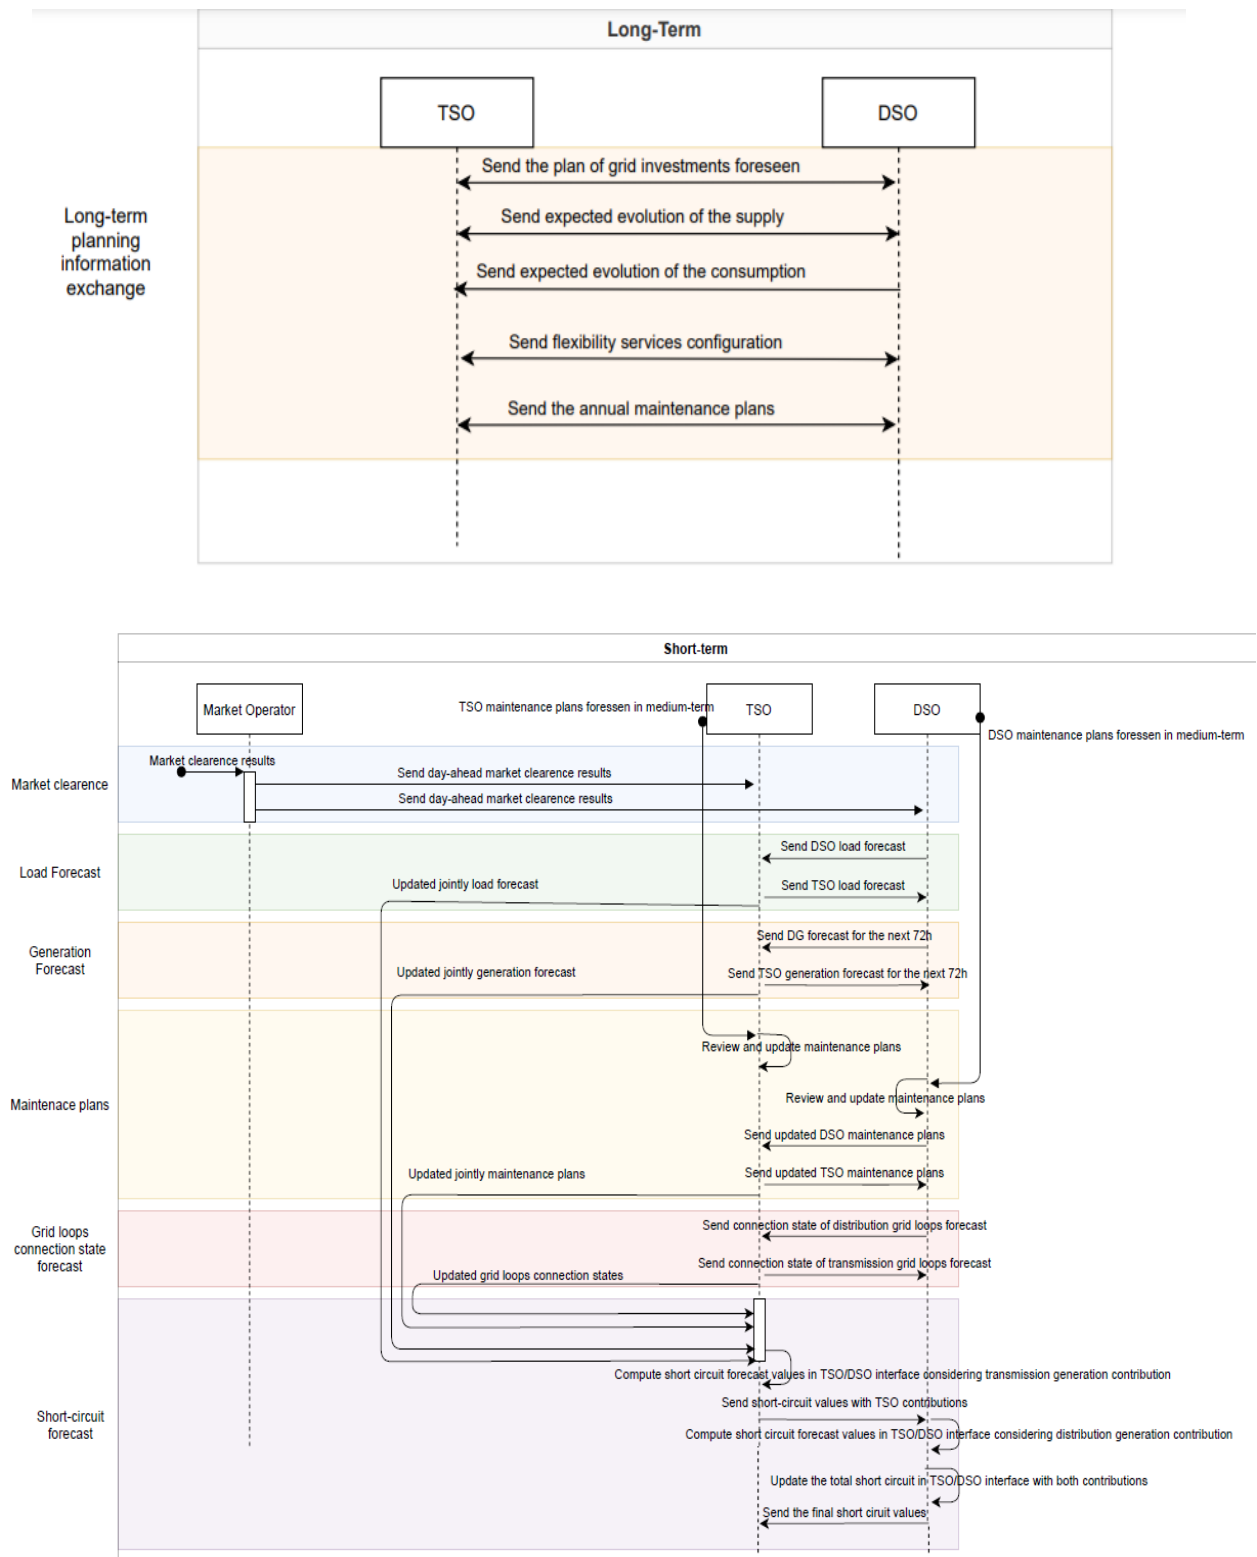 Long-Term
TSO
DSO
Long-term
planning
information
exchange
Send the plan of grid investments foreseen
Send expected evolution of the supply
Send expected evolution of the consumption
Send flexibility services configuration
Send the annual maintenance plans
Short-term
Market Operator
TSO maintenance plans foressen in medium-term
TSO
DSO
DSO maintenance plans foressen in medium-term
Market clearence
Market clearence results
Send day-ahead market clearence results
Send day-ahead market clearence results
Load Forecast
Send DSO load forecast
Updated jointly load forecast
Send TSO load forecast
Generation
Forecast
Send DG forecast for the next 72h
Updated jointly generation forecast
Send TSO generation forecast for the next 72h
Maintenace plans
Review and update maintenance plans
Review and update maintenance plans
Send updated DSO maintenance plans
Updated jointly maintenance plans
Send updated TSO maintenance plans
Grid loops
connection state
forecast
Send connection state of distribution grid loops forecast
Send connection state of transmission grid loops forecast
Updated grid loops connection states
Short-circuit
forecast
Compute short circuit forecast values in TSO/DSO interface considering transmission generation contribution
Send short-circuit values with TSO contributions
Compute short circuit forecast values in TSO/DSO interface considering distribution generation contribution
Update the total short circuit in TSO/DSO interface with both contributions
Send the final short ciruit values